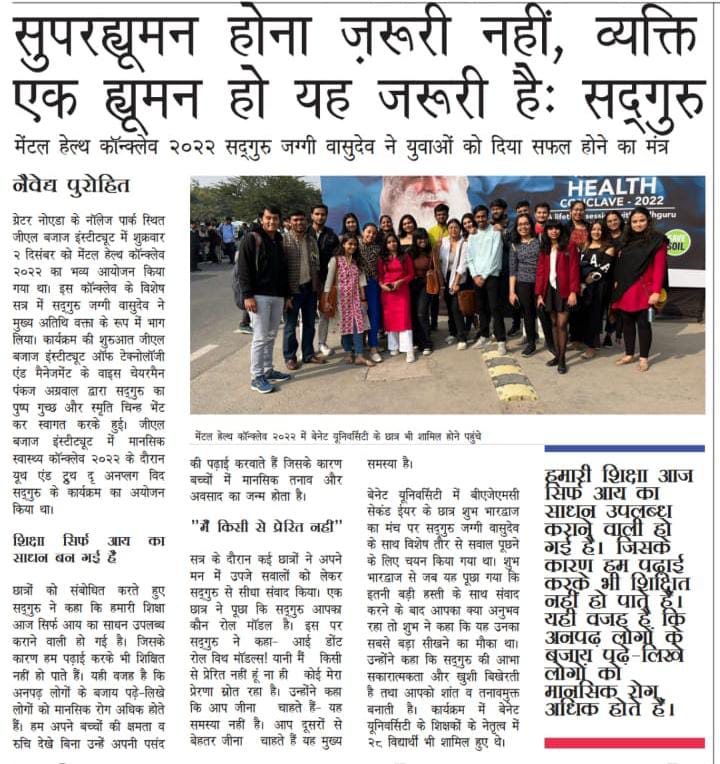 सुपरह्यूमन होना ज़रूरी नहीं, व्यक्ति
एक ह्यूमन हो यह जरूरी हैः सद्‌गुरु
मेंटल हेल्थ कॉन्क्लेव २०२२ सद्‌गुरु जग्गी वासुदेव ने युवाओं को दिया सफल होने का मंत्र
नैवेद्य पुरोहित
ग्रेटर नोएडा के नॉलेज पार्क स्थित
जीएल बजाज इंस्टीट्यूट में शुक्रवार
२ दिसंबर को मेंटल हेल्थ कॉन्क्लेव
२०२२ का भव्य आयोजन किया
गया था। इस कॉन्क्लेव के विशेष
सत्र में सद्‌गुरु जग्गी वासुदेव ने
मुख्य अतिथि वक्ता के रूप में भाग
लिया। कार्यक्रम की शुरुआत जीएल
बजाज इंस्टीट्यूट ऑफ टेक्नोलॉजी
एंड मैनेजमेंट के वाइस चेयरमैन
पंकज अग्रवाल द्वारा सद्‌गुरु का
पुष्प गुच्छ और स्मृति चिन्ह भेंट
कर स्वागत करके हुई। जीएल
बजाज इंस्टीट्यूट में मानसिक
स्वास्थ्य कॉन्क्लेव २०२२ के दौरान
यूथ एंड ट्रुथ दृ अनप्लग विद
सद्‌गुरु के कार्यक्रम का अयोजन
किया था।
शिक्षा सिर्फ आय का
साधन बन गई है
छात्रों को संबोधित करते हुए
सद्‌गुरु ने कहा कि हमारी शिक्षा
आज सिर्फ आय का साधन उपलब्ध
कराने वाली हो गई है। जिसके
कारण हम पढ़ाई करके भी शिक्षित
नहीं हो पाते हैं। यही वजह है कि
अनपढ़ लोगों के बजाय पढ़े-लिखे
लोगों को मानसिक रोग अधिक होते
हैं। हम अपने बच्चों की क्षमता व
रुचि देखे बिना उन्हें अपनी पसंद
HEALTH
CONCLAVE - 2022
A lifetime session with Sadhguru
SAVE
SOIL
मेंटल हेल्थ कॉन्क्लेव २०२२ में बेनेट यूनिवर्सिटी के छात्र भी शामिल होने पहुंचे
की पढ़ाई करवाते हैं जिसके कारण
बच्चों में मानसिक तनाव और
अवसाद का जन्म होता है।
"मैं किसी से प्रेरित नहीं"
सत्र के दौरान कई छात्रों ने अपने
मन में उपजे सवालों को लेकर
सद्‌गुरु से सीधा संवाद किया। एक
छात्र ने पूछा कि सद्‌गुरु आपका
कौन रोल मॉडल है। इस पर
सद्‌गुरु ने कहा- आई डोंट
रोल विथ मॉडल्स! यानी मैं किसी
से प्रेरित नहीं हूं ना ही कोई मेरा
प्रेरणा स्रोत रहा है। उन्होंने कहा
कि आप जीना चाहते हैं- यह
समस्या नहीं है। आप दूसरों से
बेहतर जीना चाहते हैं यह मुख्य
समस्या है।
बेनेट यूनिवर्सिटी में बीएजेएमसी
सेकंड ईयर के छात्र शुभ भारद्वाज
का मंच पर सद्‌गुरु जग्गी वासुदेव
के साथ विशेष तौर से सवाल पूछने
के लिए चयन किया गया था। शुभ
भारद्वाज से जब यह पूछा गया कि
इतनी बड़ी हस्ती के साथ संवाद
करने के बाद आपका क्या अनुभव
रहा तो शुभ ने कहा कि यह उनका
सबसे बड़ा सीखने का मौका था।
उन्होंने कहा कि सद्‌गुरु की आभा
सकारात्मकता और खुशी बिखेरती
है तथा आपको शांत व तनावमुक्त
बनाती है। कार्यक्रम में बेनेट
यूनिवर्सिटी के शिक्षकों के नेतृत्व में
२८ विद्यार्थी भी शामिल हुए थे।
हमारी शिक्षा आज
सिर्फ आय का
साधन उपलब्ध
कराने वाली हो
गई है। जिसके
कारण हम पढ़ाई
करके भी शिक्षित
नहीं हो पाते हैं।
यही वजह है कि
अनपढ़ लोगों के
बजाय पढ़े-लिखे
लोगों को
मानसिक रोग
अधिक होते हैं।